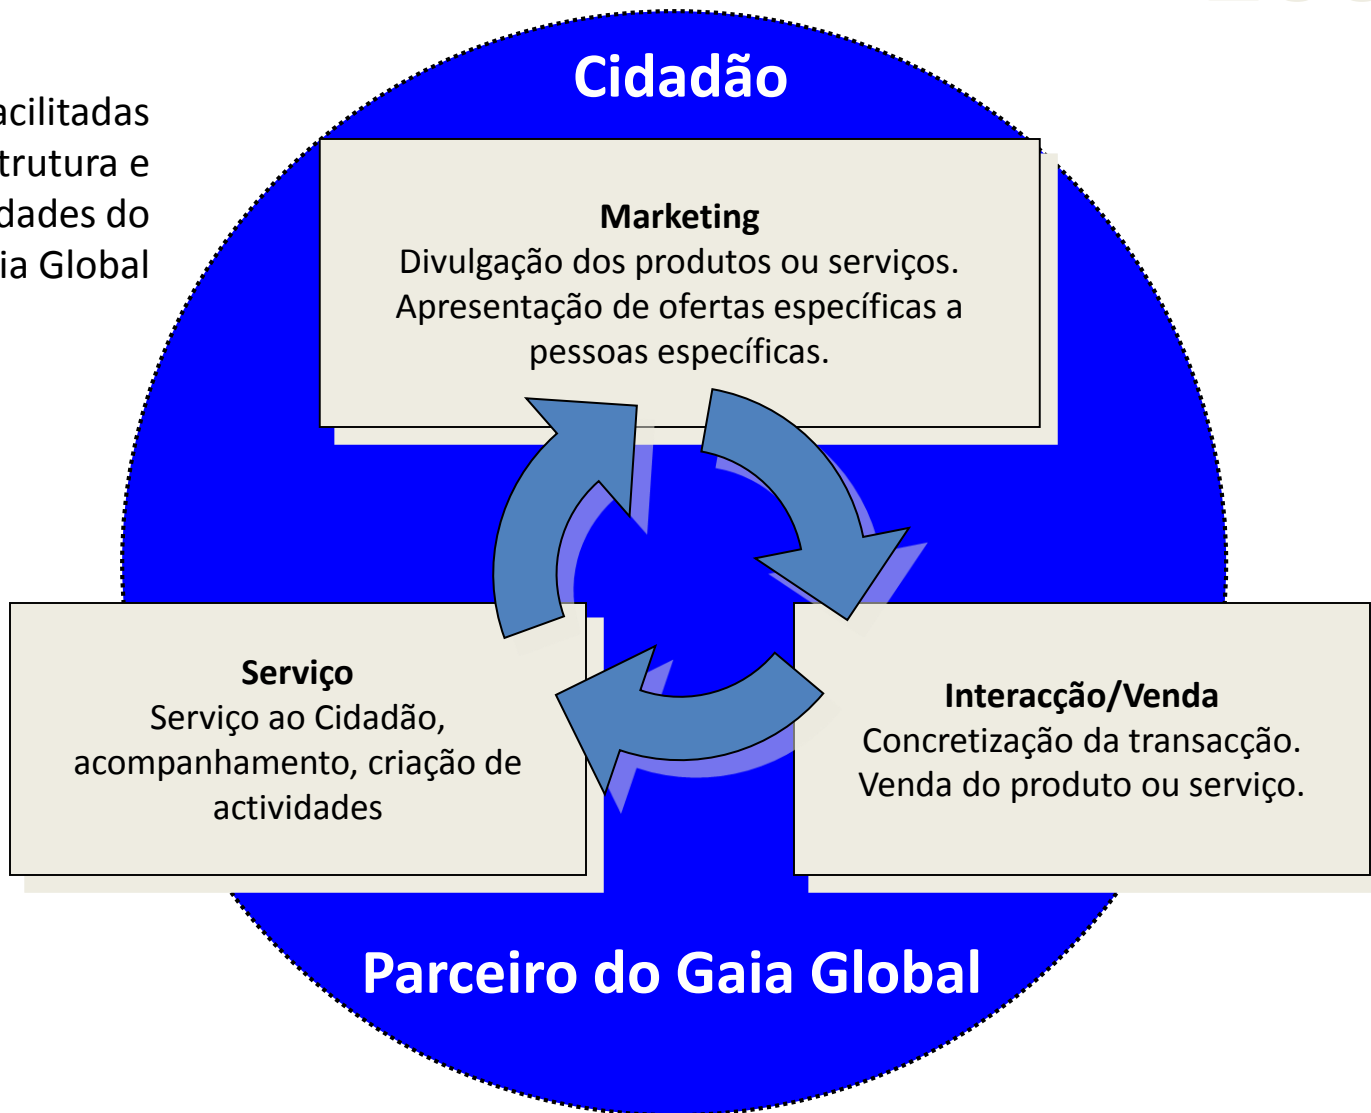 Cidadão
acilitadas
trutura e
dades do
ia Global
Marketing
Divulgação dos produtos ou serviços.
Apresentação de ofertas específicas a
pessoas específicas.
Serviço
Serviço ao Cidadão,
acompanhamento, criação de
actividades
Interacção/Venda
Concretização da transacção.
Venda do produto ou serviço.
Parceiro do Gaia Global